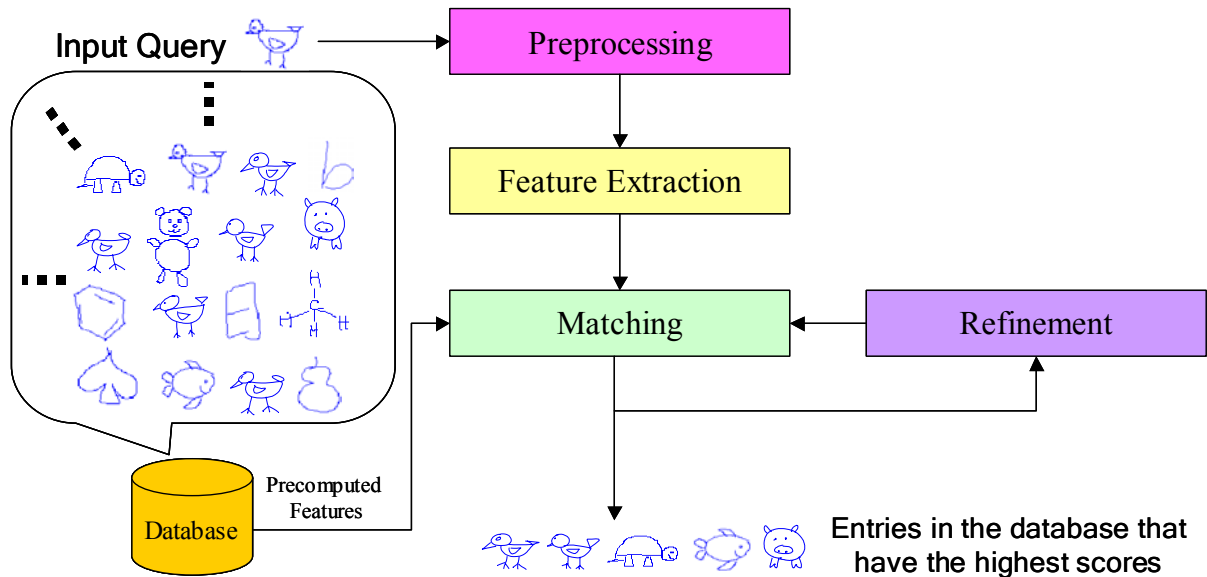 Input Query
Preprocessing
Feature Extraction
b
H
C
H
H
H
Matching
Refinement
Precomputed
Features
Database
Entries in the database that
have the highest scores